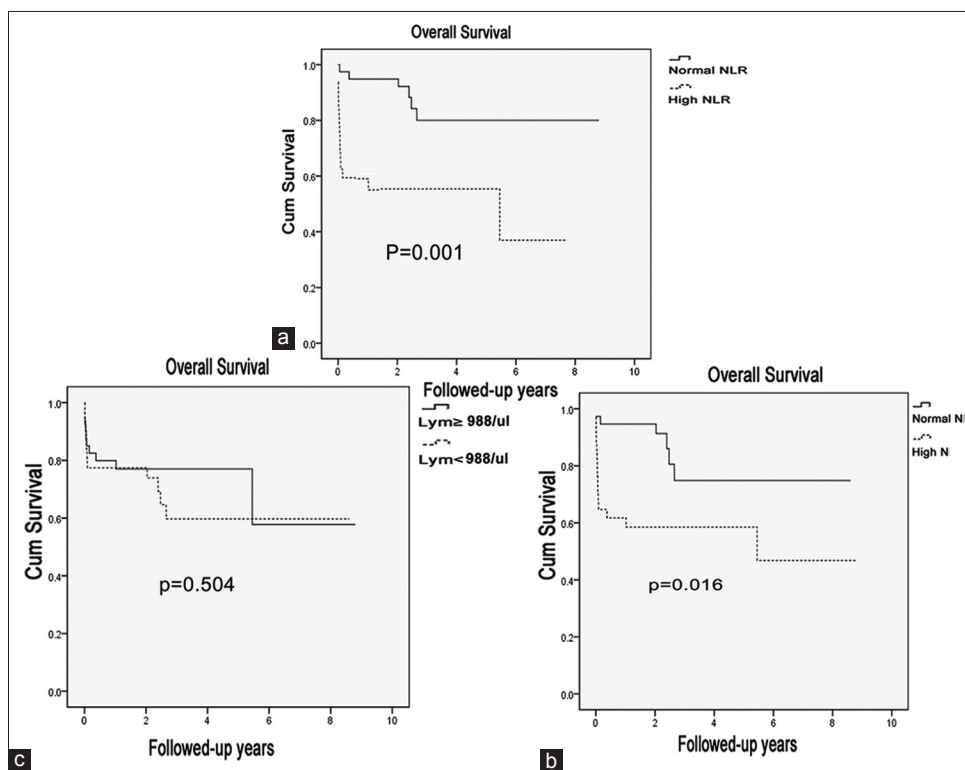 Overall Survival
Normal NLR
High NLR
1.0
0.8
0.6
0.4
0.2
0.0
Cum Survival
P=0.001
0 2 4 6 8 10
Followed-up years
a
Overall Survival
Lym≥ 988/ul
Lym<988/ul
1.0
0.8
0.6
0.4
0.2
0.0
Cum Survival
p=0.504
0 2 4 6 8 10
Followed-up years
c
Overall Survival
Normal NI
High NI
1.0
0.8
0.6
0.4
0.2
0.0
Cum Survival
p=0.016
0 2 4 6 8 10
Followed-up years
b